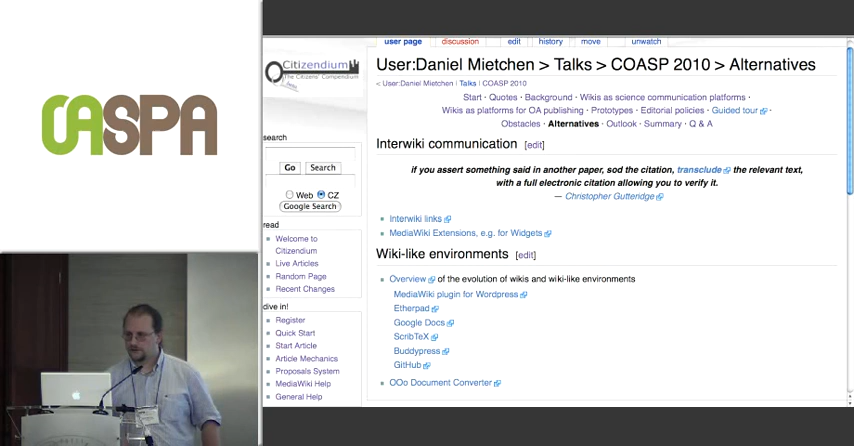 OASPA
user page discussion edit history move unwatch
User:Daniel Mietchen > Talks > COASP 2010 > Alternatives
< User:Daniel Mietchen | Talks | COASP 2010
Start · Quotes · Background · Wikis as science communication platforms ·
Wikis as platforms for OA publishing · Prototypes · Editorial policies · Guided tour ·
Obstacles · Alternatives · Outlook · Summary · Q & A
Citizendium
The Citizens' Compendium
search
Go Search
Web CZ
Google Search
read
Welcome to
Citizendium
Live Articles
Random Page
Recent Changes
dive in!
Register
Quick Start
Start Article
Article Mechanics
Proposals System
MediaWiki Help
General Help
Interwiki communication [edit]
if you assert something said in another paper, sod the citation, transclude the relevant text,
with a full electronic citation allowing you to verify it.
— Christopher Gutteridge
Interwiki links
MediaWiki Extensions, e.g. for Widgets
Wiki-like environments [edit]
Overview of the evolution of wikis and wiki-like environments
MediaWiki plugin for Wordpress
Etherpad
Google Docs
ScribTeX
Buddypress
GitHub
OOo Document Converter